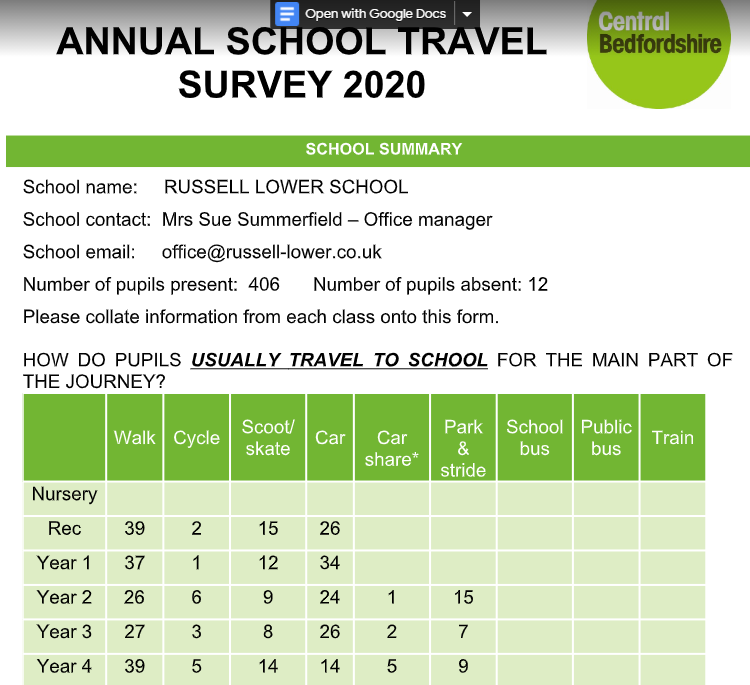 Open with Google Docs
Central
Bedfordshire
ANNUAL SCHOOL TRAVEL
SURVEY 2020
SCHOOL SUMMARY
School name: RUSSELL LOWER SCHOOL
School contact: Mrs Sue Summerfield – Office manager
School email: office@russell-lower.co.uk
Number of pupils present: 406 Number of pupils absent: 12
Please collate information from each class onto this form.
HOW DO PUPILS USUALLY TRAVEL TO SCHOOL FOR THE MAIN PART OF
THE JOURNEY?
Walk Cycle Scoot/ skate Car Car share* Park & stride School bus Public bus Train
Nursery
Rec 39 2 15 26
Year 1 37 1 12 34
Year 2 26 6 9 24 1 15
Year 3 27 3 8 26 2 7
Year 4 39 5 14 14 5 9